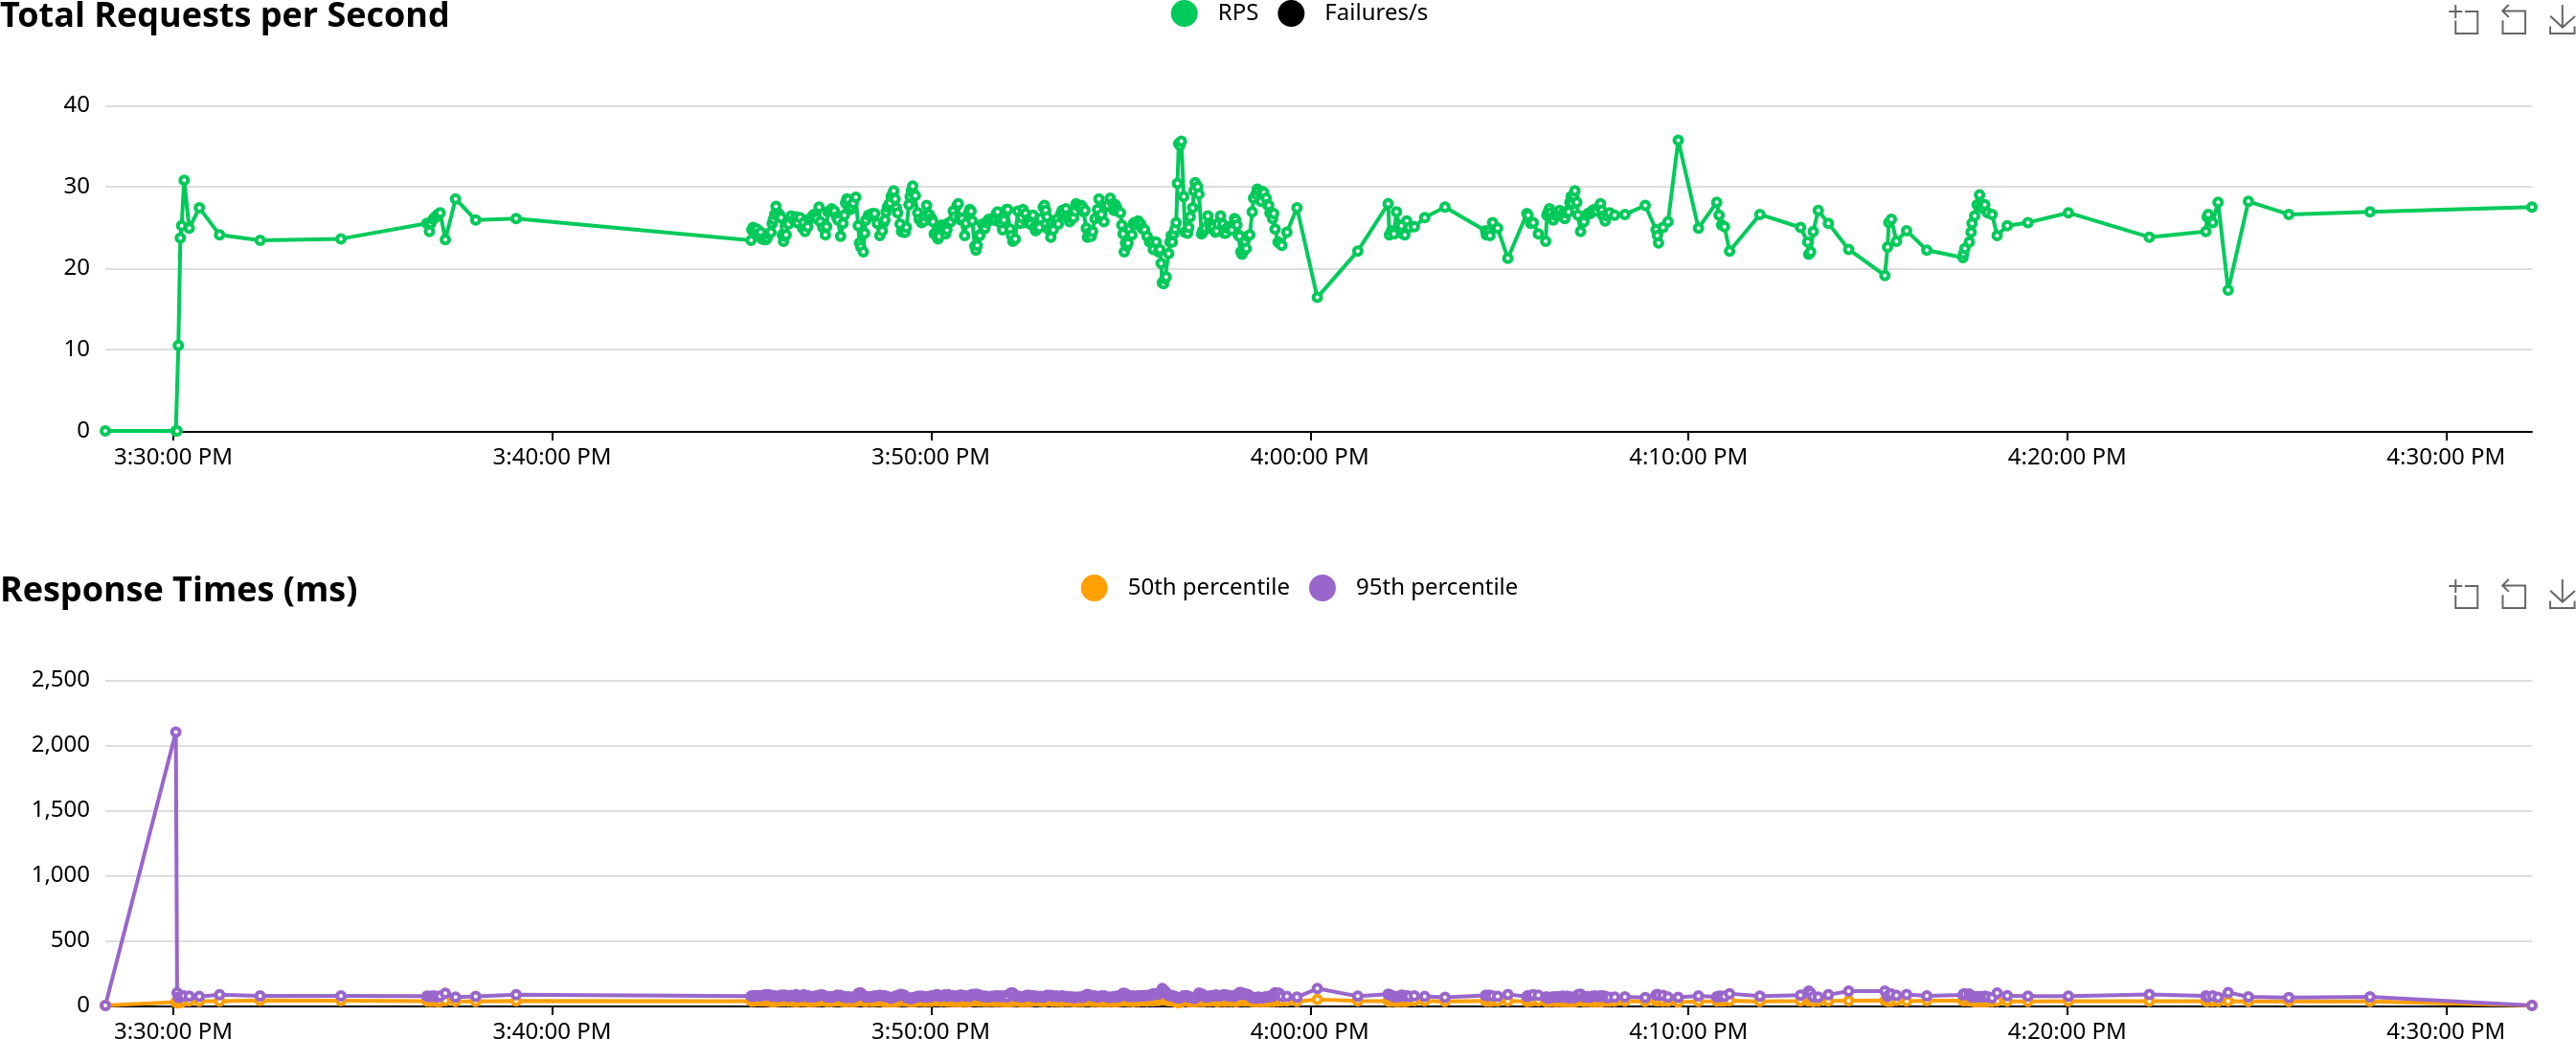 Total Requests per Second
RPS Failures/s
40
30
20
10
0
3:30:00 PM 3:40:00 PM 3:50:00 PM 4:00:00 PM 4:10:00 PM 4:20:00 PM 4:30:00 PM
Response Times (ms)
50th percentile 95th percentile
2,500
2,000
1,500
1,000
500
0
3:30:00 PM 3:40:00 PM 3:50:00 PM 4:00:00 PM 4:10:00 PM 4:20:00 PM 4:30:00 PM